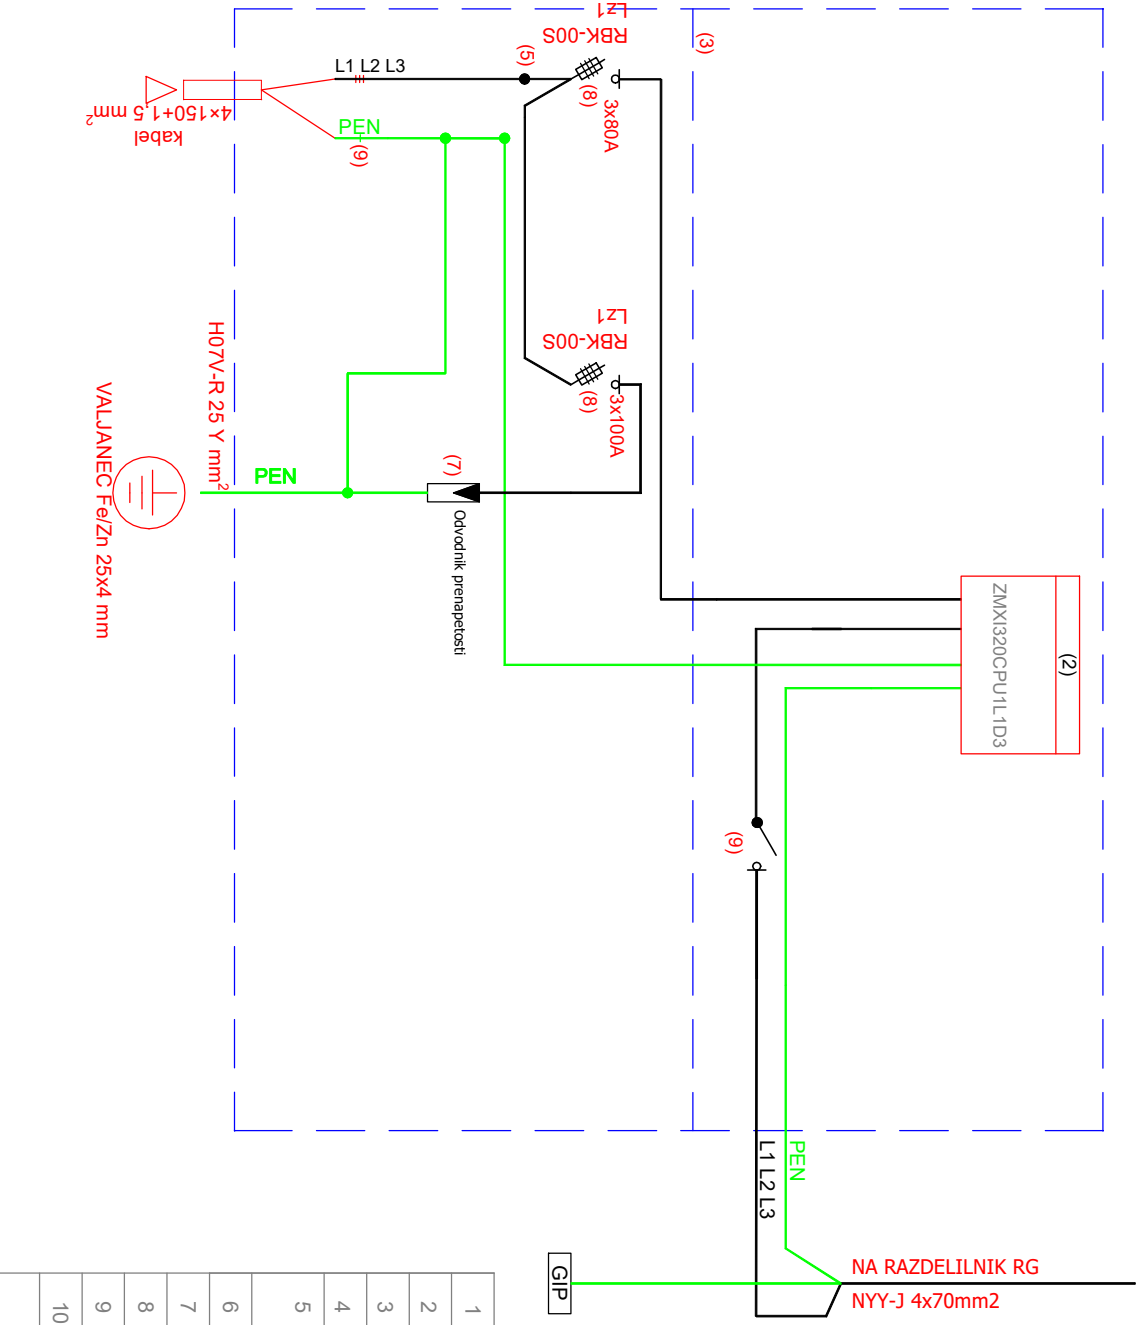 Lz1
RBK-00S
(3)
(5)
L1 L2 L3
(8)
3x80A
4×150+1.5 mm²
kabel
PEN
(9)
Lz1
RBK-00S
(8)
3x100A
H07V-R 25 Y mm²
VALJANEC Fe/Zn 25x4 mm
PEN
(7)
Odvodnik prenapetosti
ZMXI320CPU1L1D3
(2)
(9)
PEN
L1 L2 L3
GIP
NA RAZDELILNIK RG
NYY-J 4x70mm2
1
2
3
4
5
6
7
8
9
10